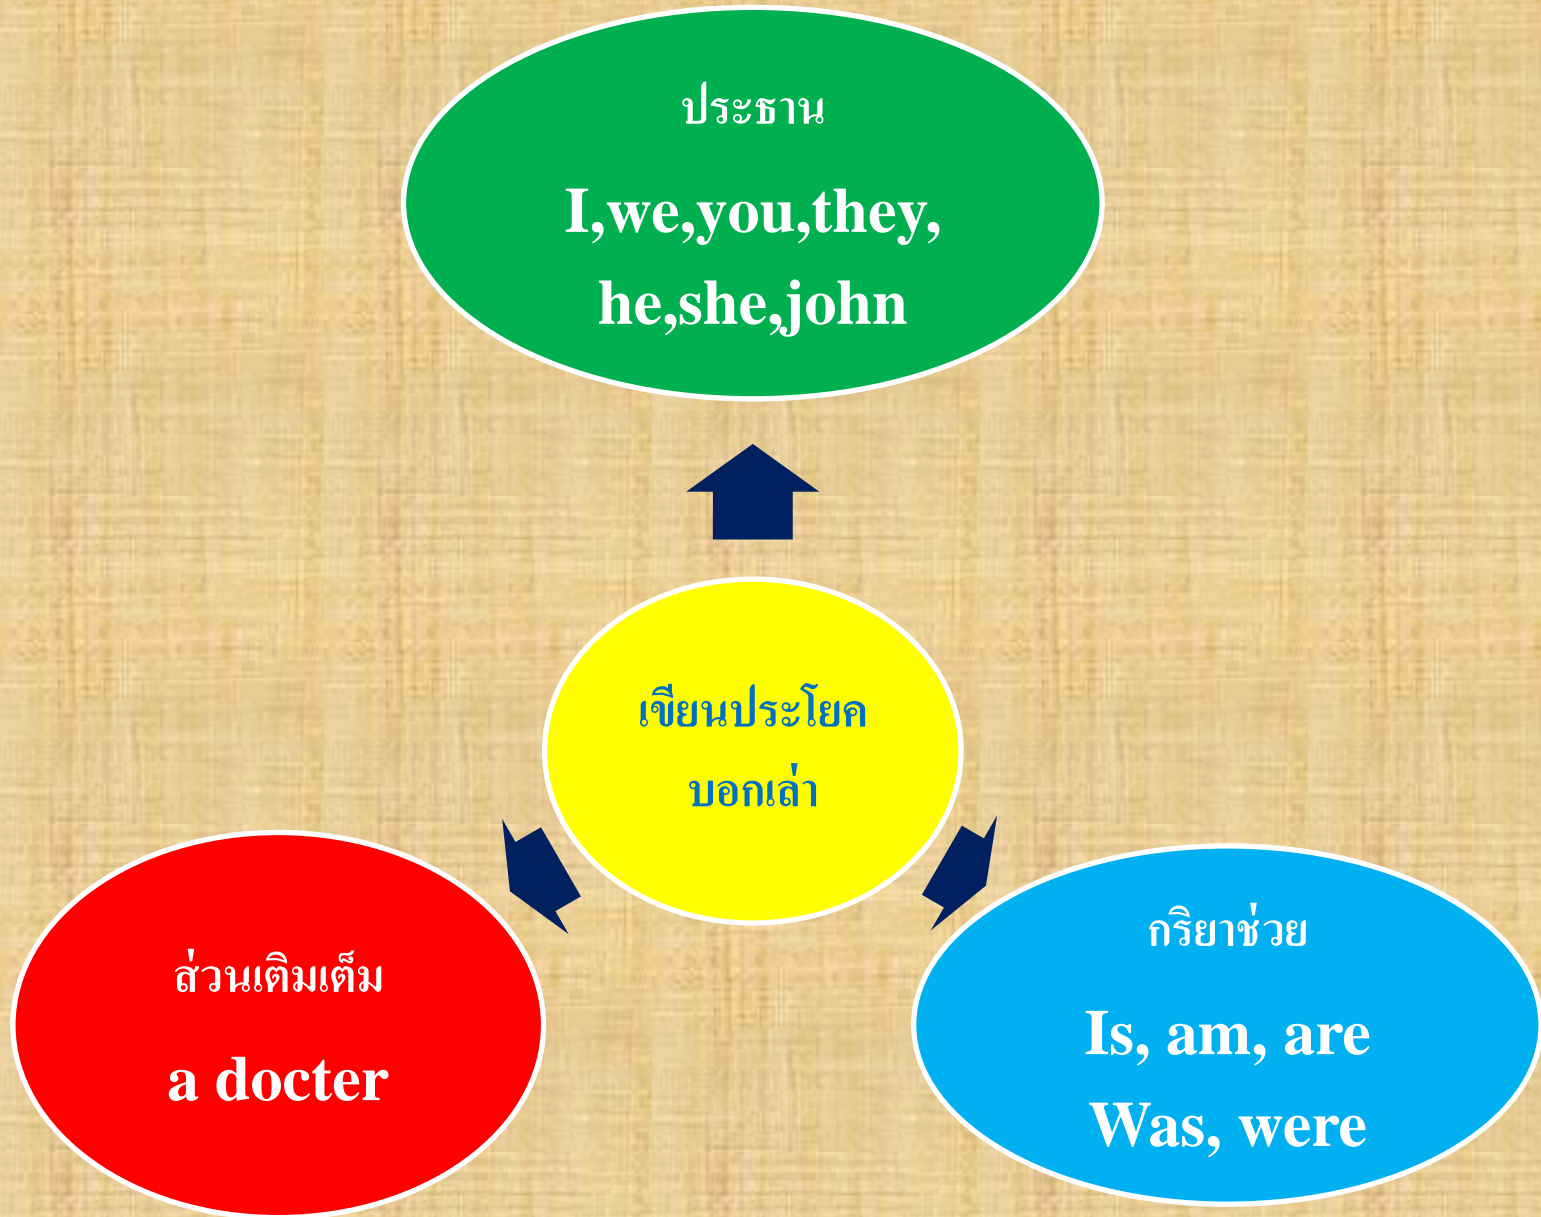 ประธาน
I,we,you,they,
he,she,john
เขียนประโยค
บอกเล่า
ส่วนเติมเต็ม
a docter
กริยาช่วย
Is, am, are
Was, were